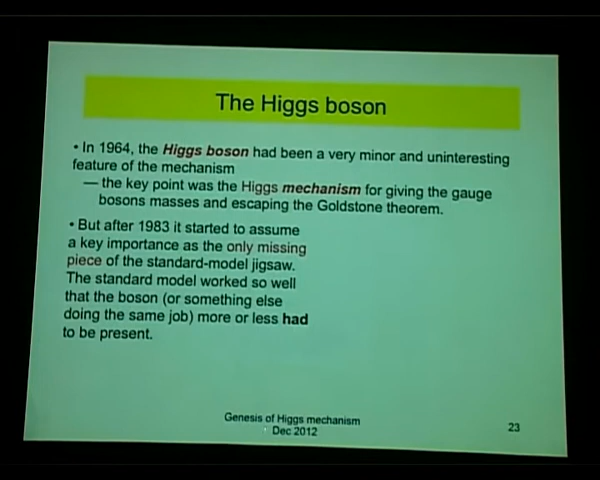 The Higgs boson
• In 1964, the Higgs boson had been a very minor and uninteresting
feature of the mechanism
— the key point was the Higgs mechanism for giving the gauge
bosons masses and escaping the Goldstone theorem.
• But after 1983 it started to assume
a key importance as the only missing
piece of the standard-model jigsaw.
The standard model worked so well
that the boson (or something else
doing the same job) more or less had
to be present.
Genesis of Higgs mechanism
Dec 2012
23